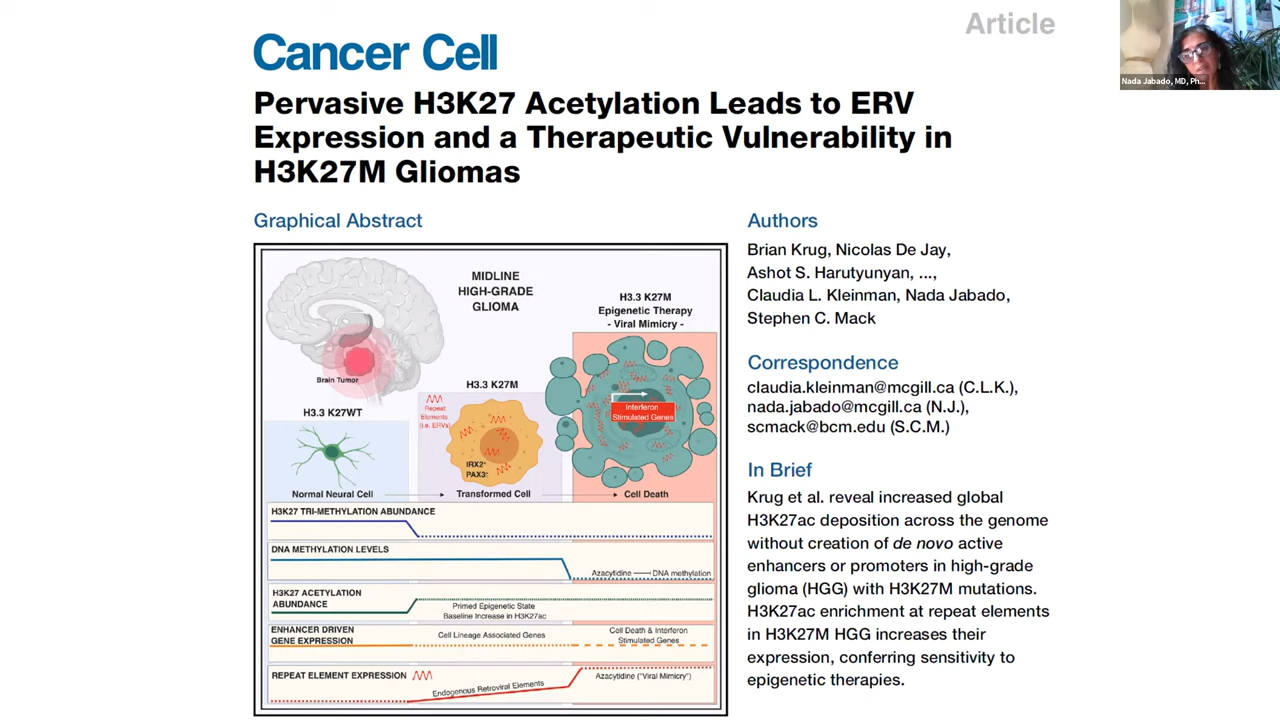 Article
Nada Jabado, MD, Ph...
Cancer Cell
Pervasive H3K27 Acetylation Leads to ERV
Expression and a Therapeutic Vulnerability in
H3K27M Gliomas
Graphical Abstract
MIDLINE
HIGH-GRADE
GLIOMA
Brain Tumor
H3.3 K27M
Epigenetic Therapy
- Viral Mimicry -
H3.3 K27WT
H3.3 K27M
Repeat
Elements
(i.e. ERVs)
IRX2+
PAX3+
Interferon
Stimulated Genes
Normal Neural Cell
Transformed Cell
Cell Death
H3K27 TRI-METHYLATION ABUNDANCE
DNA METHYLATION LEVELS
Azacytidine
DNA methylation
H3K27 ACETYLATION
ABUNDANCE
Primed Epigenetic State
Baseline Increase in H3K27ac
ENHANCER DRIVEN
GENE EXPRESSION
Cell Lineage Associated Genes
Cell Death & Interferon
Stimulated Genes
REPEAT ELEMENT EXPRESSION
Endogenous Retroviral Elements
Azacytidine ("Viral Mimicry")
Authors
Brian Krug, Nicolas De Jay,
Ashot S. Harutyunyan, ...,
Claudia L. Kleinman, Nada Jabado,
Stephen C. Mack
Correspondence
claudia.kleinman@mcgill.ca (C.L.K.),
nada.jabado@mcgill.ca (N.J.),
scmack@bcm.edu (S.C.M.)
In Brief
Krug et al. reveal increased global
H3K27ac deposition across the genome
without creation of de novo active
enhancers or promoters in high-grade
glioma (HGG) with H3K27M mutations.
H3K27ac enrichment at repeat elements
in H3K27M HGG increases their
expression, conferring sensitivity to
epigenetic therapies.